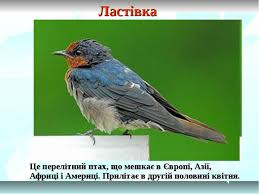 Ластівка
Це перелітний птах, що мешкає в Європі, Азії,
Африці і Америці. Прилітає в другій половині квітня.